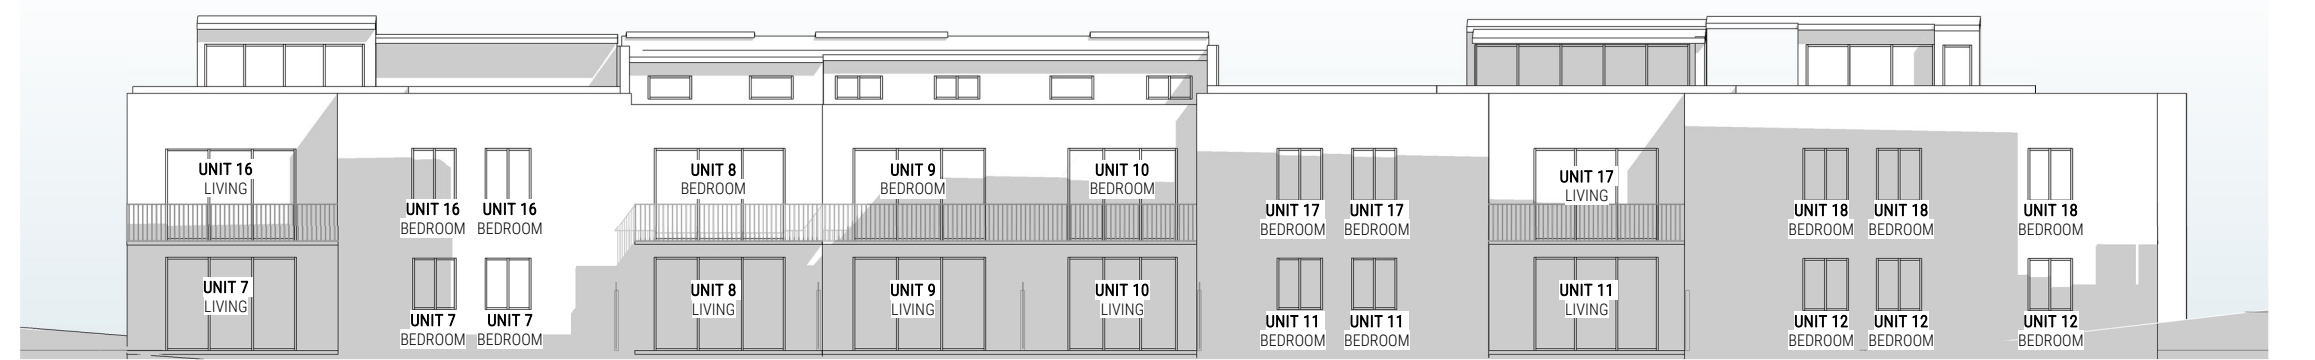 UNIT 16
LIVING
UNIT 16
BEDROOM
UNIT 16
BEDROOM
UNIT 8
BEDROOM
UNIT 9
BEDROOM
UNIT 10
BEDROOM
UNIT 17
BEDROOM
UNIT 17
BEDROOM
UNIT 17
LIVING
UNIT 18
BEDROOM
UNIT 18
BEDROOM
UNIT 18
BEDROOM
UNIT 7
LIVING
UNIT 7
BEDROOM
UNIT 7
BEDROOM
UNIT 8
LIVING
UNIT 9
LIVING
UNIT 10
LIVING
UNIT 11
BEDROOM
UNIT 11
BEDROOM
UNIT 11
LIVING
UNIT 12
BEDROOM
UNIT 12
BEDROOM
UNIT 12
BEDROOM